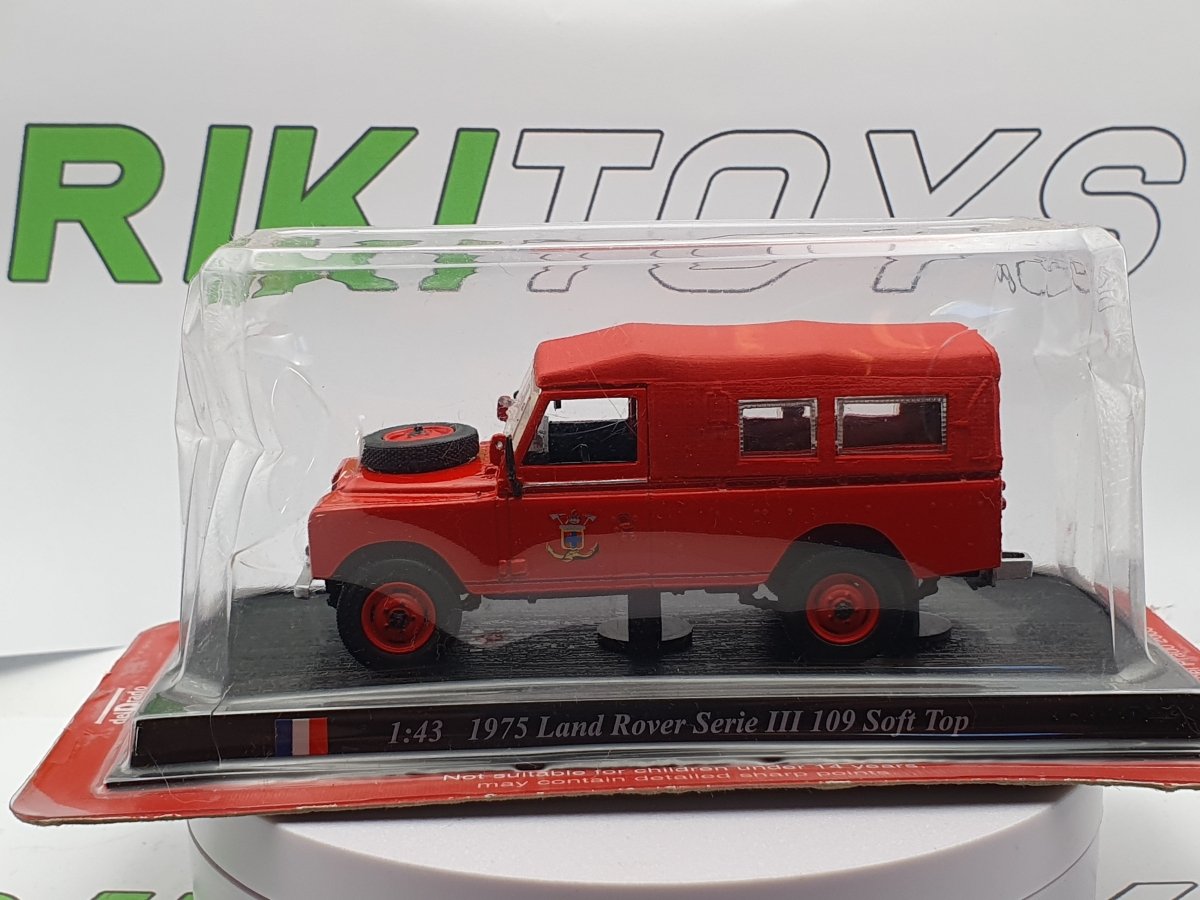 RIKITOYS
delPrado
1:43 1975 Land Rover Serie III 109 Soft Top
Not suitable for children under 14 years.
may contain detailed sharp points.